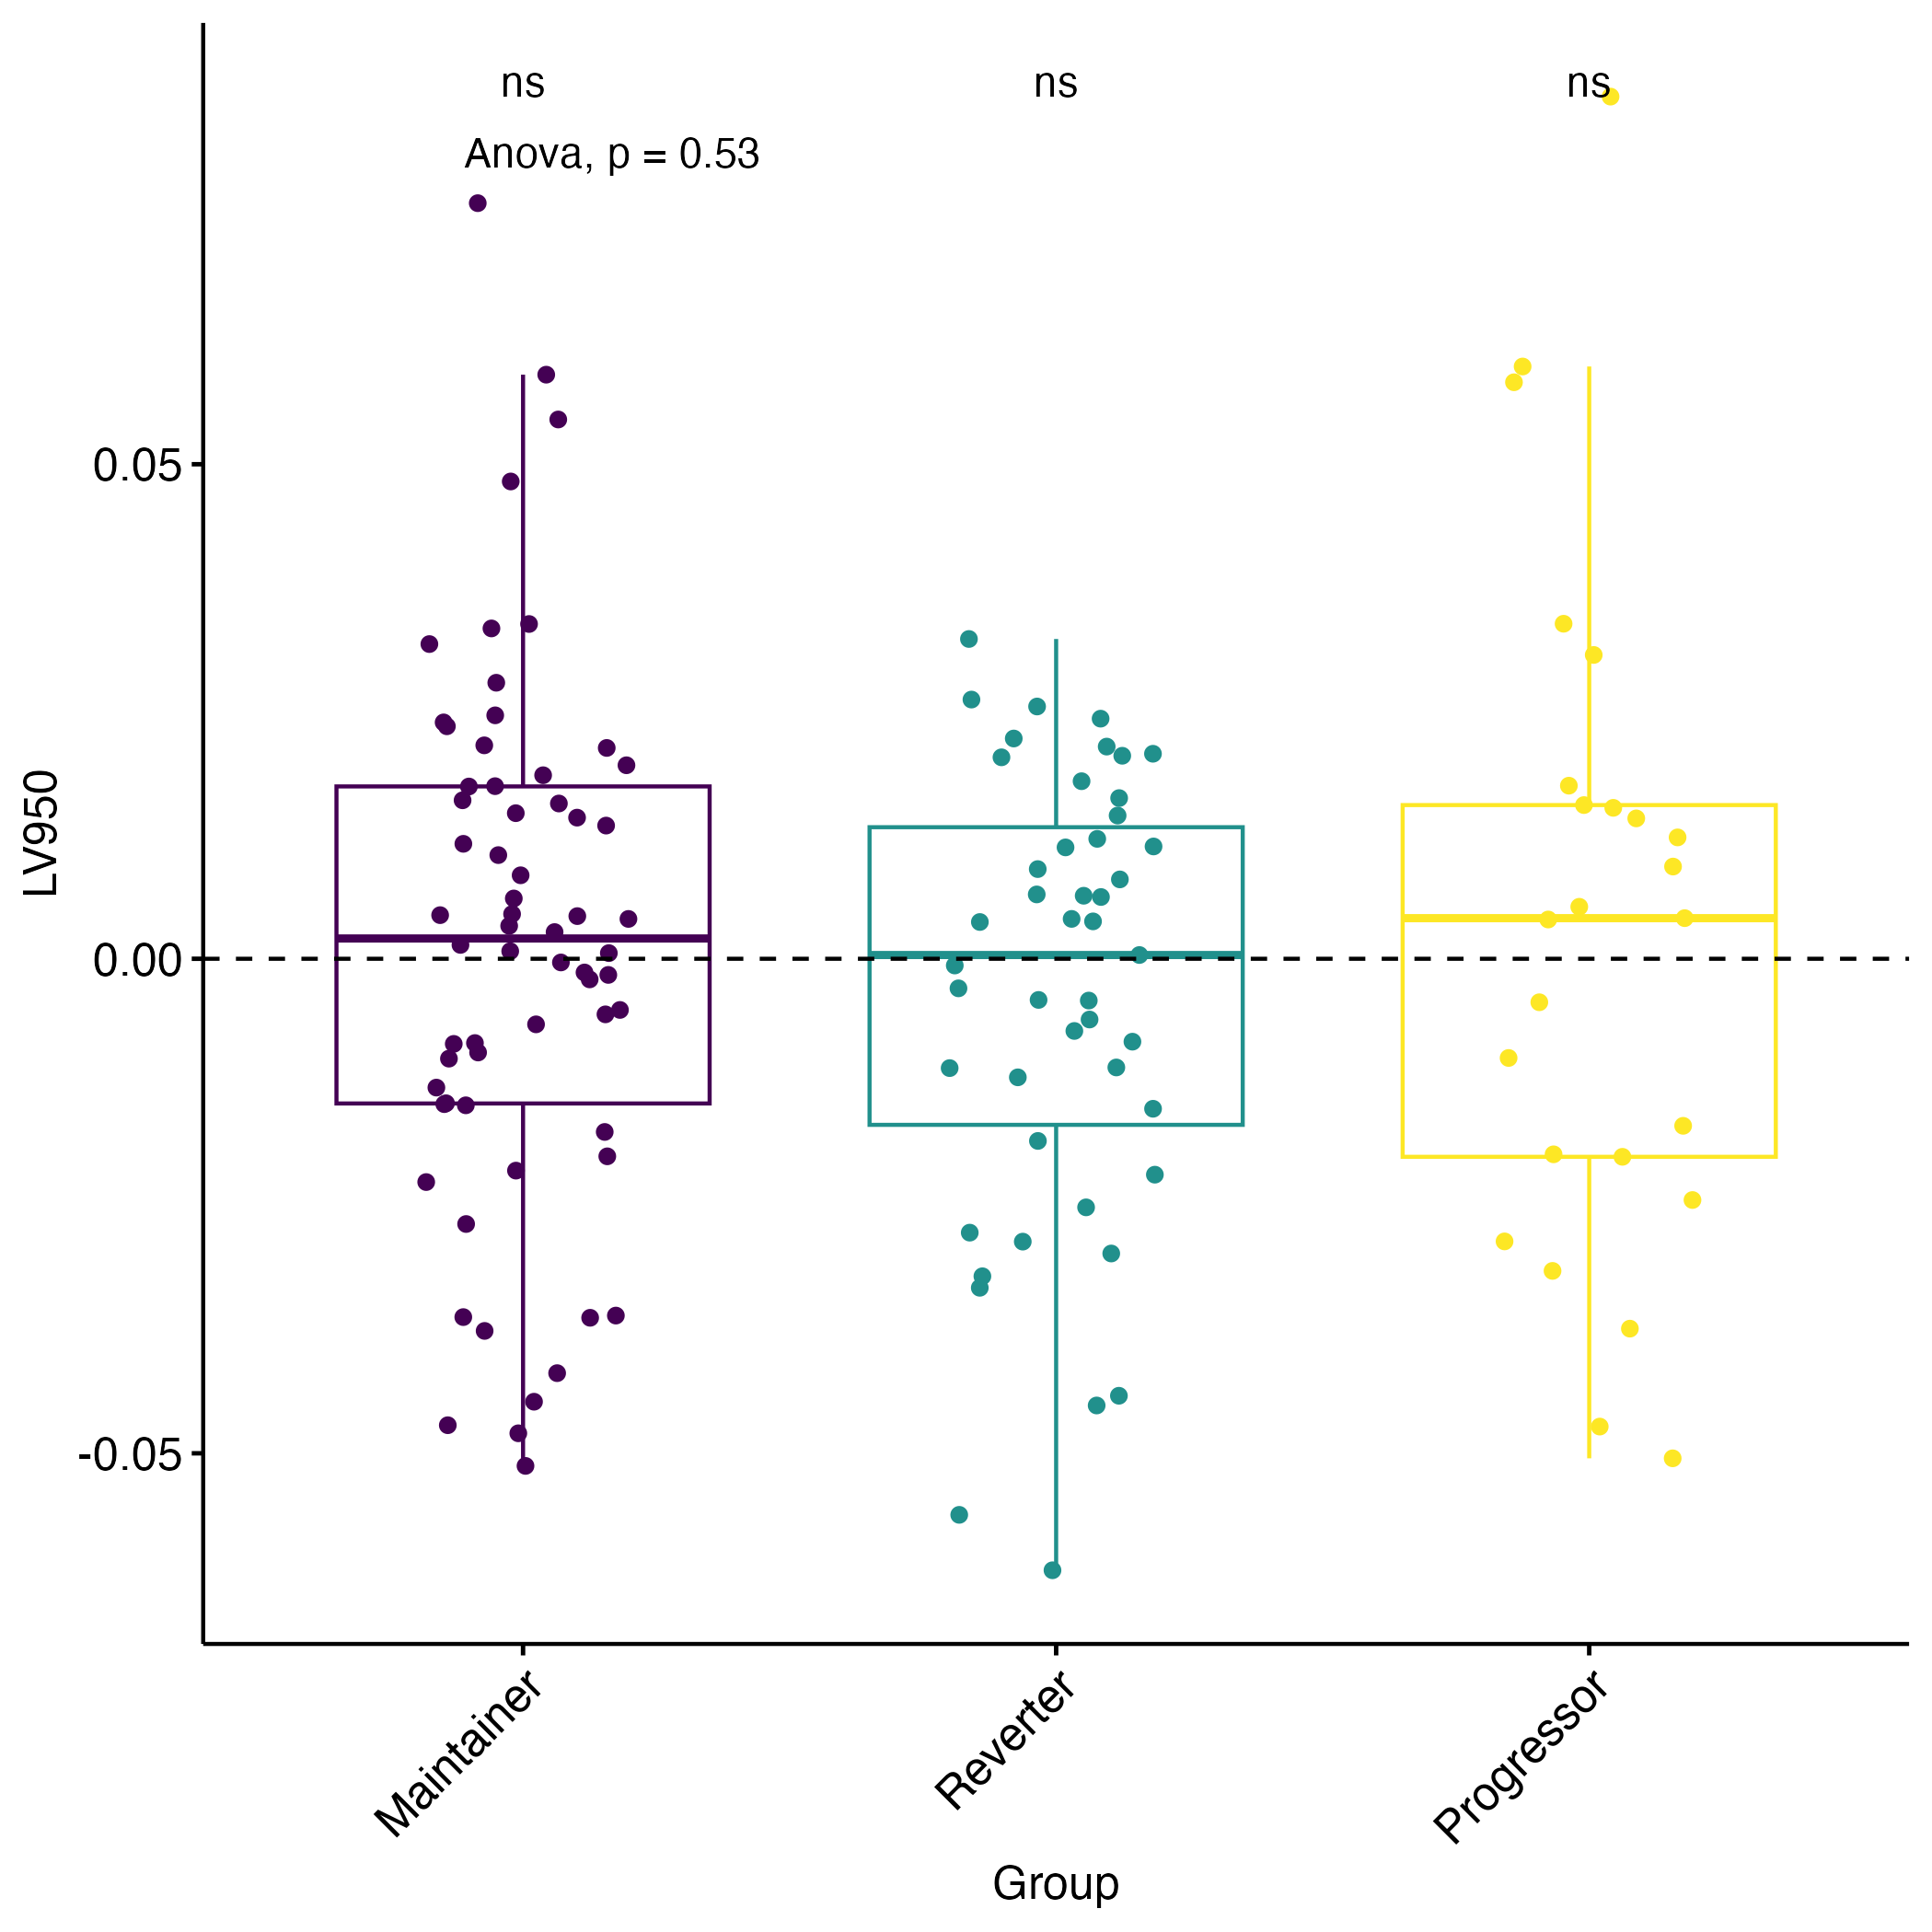 ns ns ns
Anova, p = 0.53
0.05
0.00
-0.05
LV950
Maintainer Reverter Progressor
Group